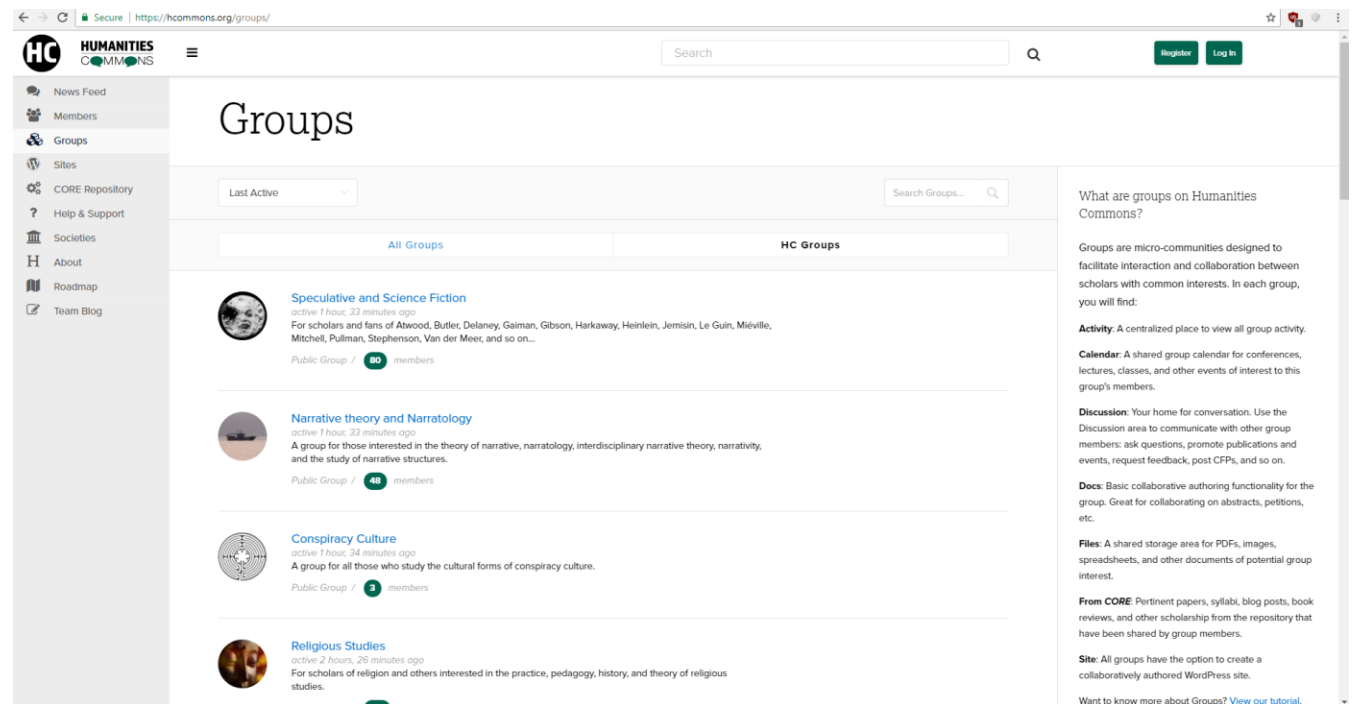 Secure | https://hcommons.org/groups/
HC
HUMANITIES
COMMONS
Search
Register
Log In
News Feed
Members
Groups
Sites
CORE Repository
? Help & Support
Societies
H About
Roadmap
Team Blog
Groups
Last Active
Search Groups...
All Groups
HC Groups
Speculative and Science Fiction
active 1 hour, 33 minutes ago
For scholars and fans of Atwood, Butler, Delaney, Gaiman, Gibson, Harkaway, Heinlein, Jemisin, Le Guin, Miéville,
Mitchell, Pullman, Stephenson, Van der Meer, and so on...
Public Group / 80 members
Narrative theory and Narratology
active 1 hour, 33 minutes ago
A group for those interested in the theory of narrative, narratology, interdisciplinary narrative theory, narrativity,
and the study of narrative structures.
Public Group / 48 members
Conspiracy Culture
active 1 hour, 34 minutes ago
A group for all those who study the cultural forms of conspiracy culture.
Public Group / 3 members
Religious Studies
active 2 hours, 26 minutes ago
For scholars of religion and others interested in the practice, pedagogy, history, and theory of religious
studies.
What are groups on Humanities
Commons?
Groups are micro-communities designed to
facilitate interaction and collaboration between
scholars with common interests. In each group,
you will find:
Activity: A centralized place to view all group activity.
Calendar: A shared group calendar for conferences,
lectures, classes, and other events of interest to this
group's members.
Discussion: Your home for conversation. Use the
Discussion area to communicate with other group
members: ask questions, promote publications and
events, request feedback, post CFPs, and so on.
Docs: Basic collaborative authoring functionality for the
group. Great for collaborating on abstracts, petitions,
etc.
Files: A shared storage area for PDFs, images,
spreadsheets, and other documents of potential group
interest.
From CORE: Pertinent papers, syllabi, blog posts, book
reviews, and other scholarship from the repository that
have been shared by group members.
Site: All groups have the option to create a
collaboratively authored WordPress site.
Want to know more about Groups? View our tutorial.